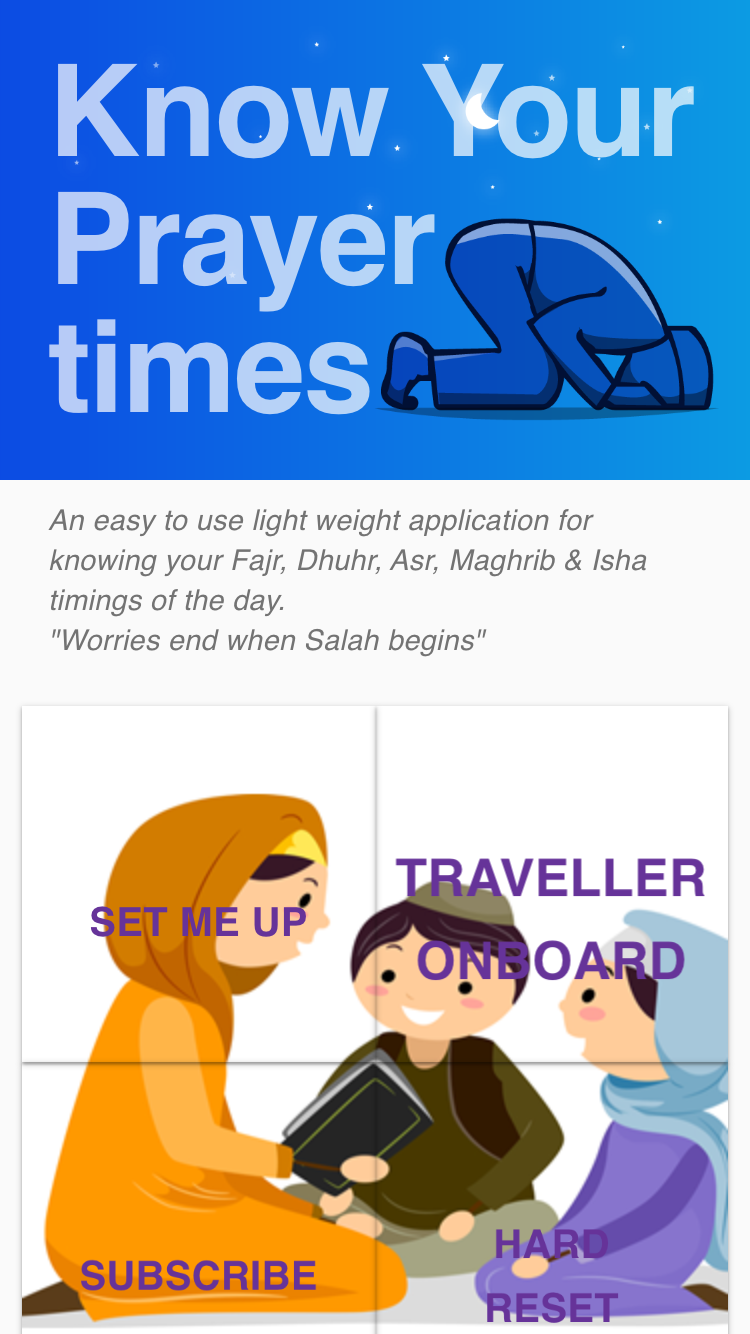 Know Your
Prayer
times
An easy to use light weight application for
knowing your Fajr, Dhuhr, Asr, Maghrib & Isha
timings of the day.
"Worries end when Salah begins"
SET ME UP
TRAVELLER
ONBOARD
SUBSCRIBE
HARD
RESET